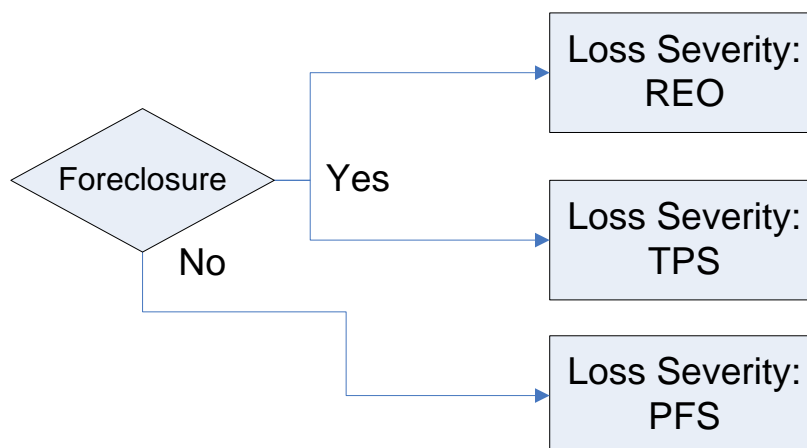 Loss Severity:
REO
Foreclosure
Yes
Loss Severity:
TPS
No
Loss Severity:
PFS